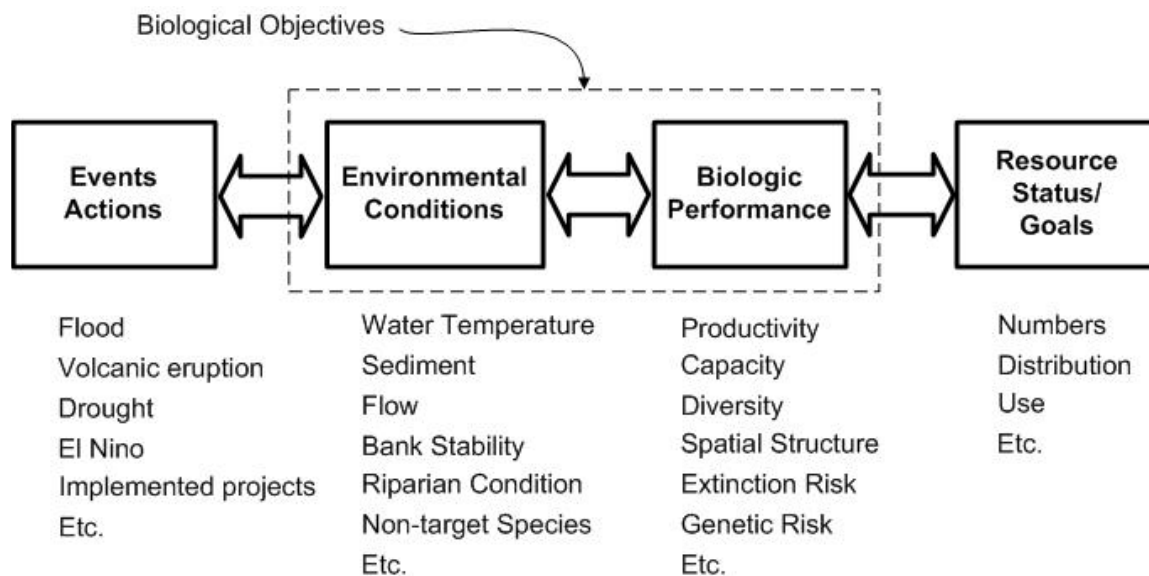 Biological Objectives
Events
Actions
Environmental
Conditions
Biologic
Performance
Resource
Status/
Goals
Flood
Volcanic eruption
Drought
El Nino
Implemented projects
Etc.
Water Temperature
Sediment
Flow
Bank Stability
Riparian Condition
Non-target Species
Etc.
Productivity
Capacity
Diversity
Spatial Structure
Extinction Risk
Genetic Risk
Etc.
Numbers
Distribution
Use
Etc.